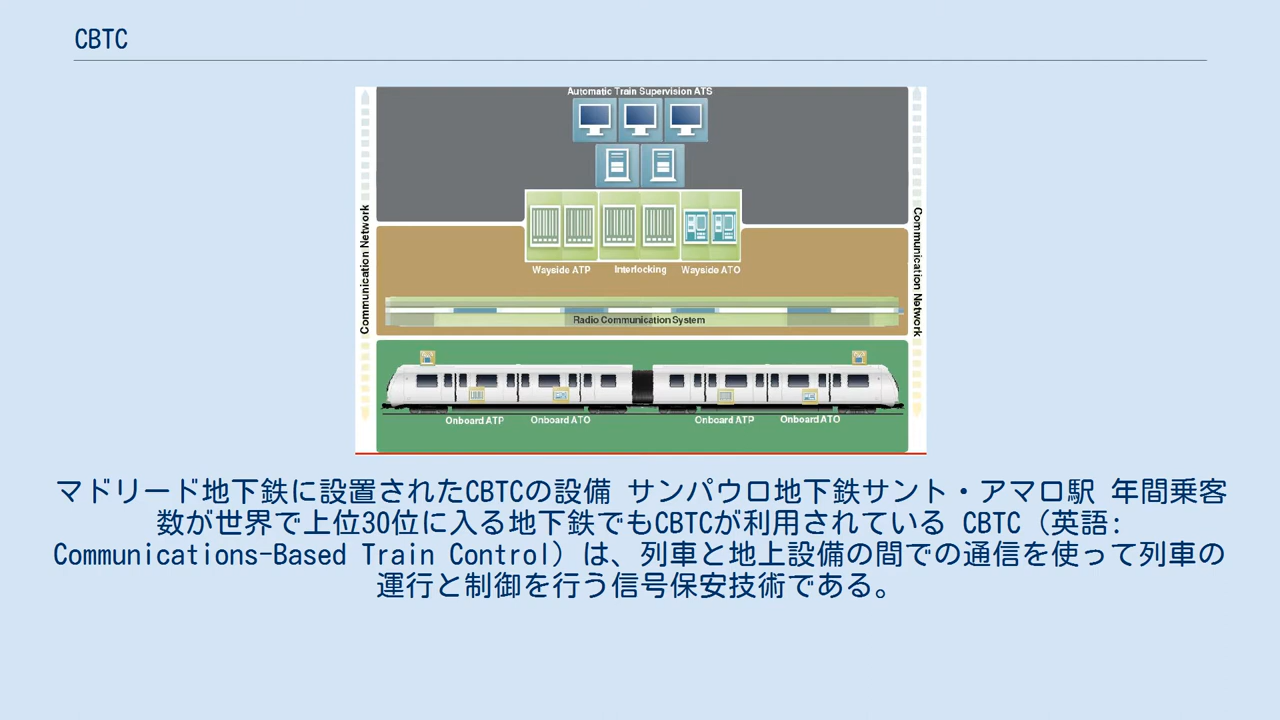 CBTC
Automatic Train Supervision ATS
Communication Network
Communication Network
Wayside ATP
Interlocking
Wayside ATO
Radio Communication System
Onboard ATP
Onboard ATO
Onboard ATP
Onboard ATO
マドリード地下鉄に設置されたCBTCの設備 サンパウロ地下鉄サント・アマロ駅 年間乗客
数が世界で上位30位に入る地下鉄でもCBTCが利用されている CBTC（英語:
Communications-Based Train Control）は、列車と地上設備の間での通信を使って列車の
運行と制御を行う信号保安技術である。